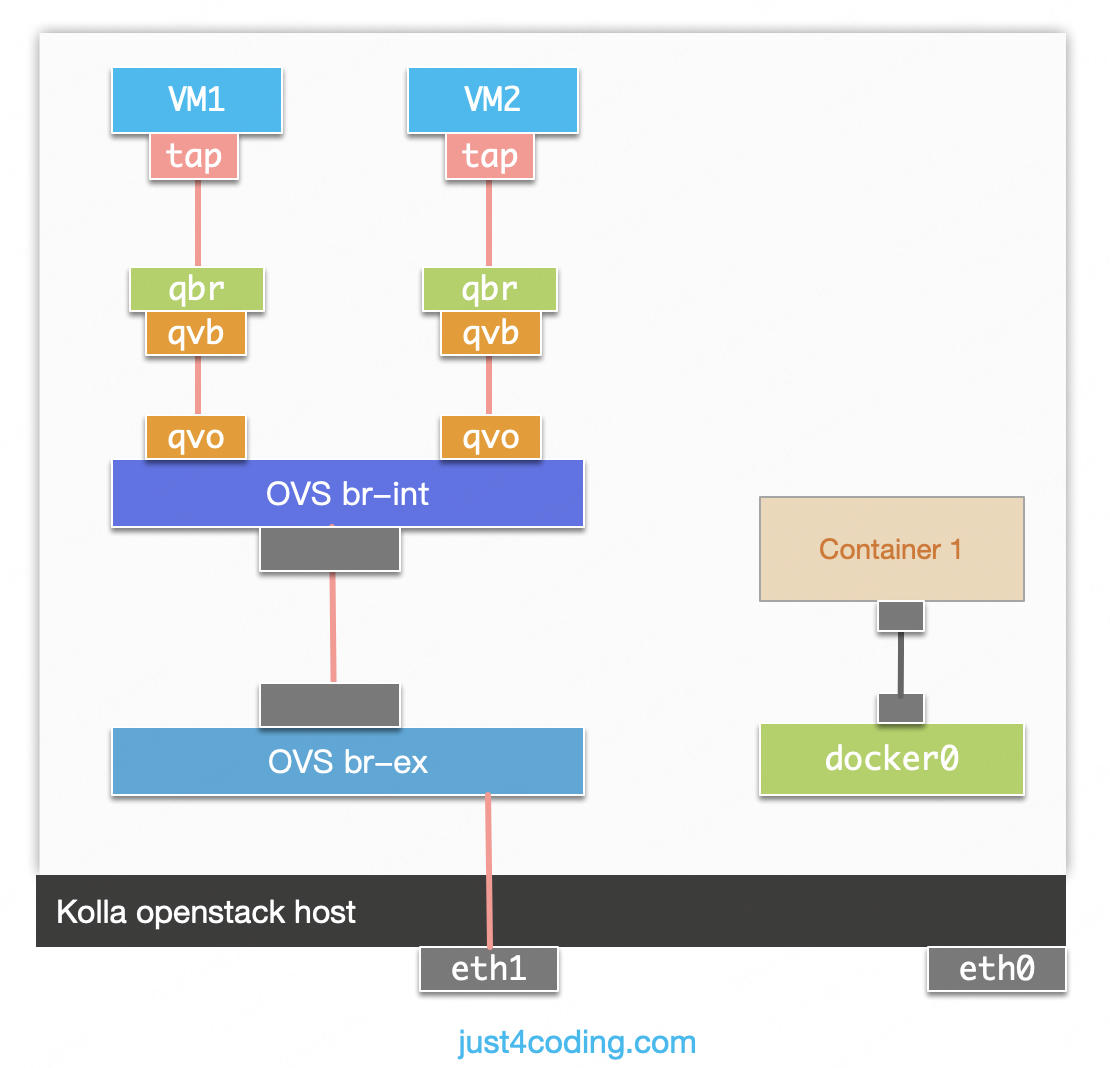 VM1
VM2
tap
tap
qbr
qbr
qvb
qvb
qvo
qvo
OVS br-int
Container 1
OVS br-ex
docker0
Kolla openstack host
eth1
eth0
just4coding.com